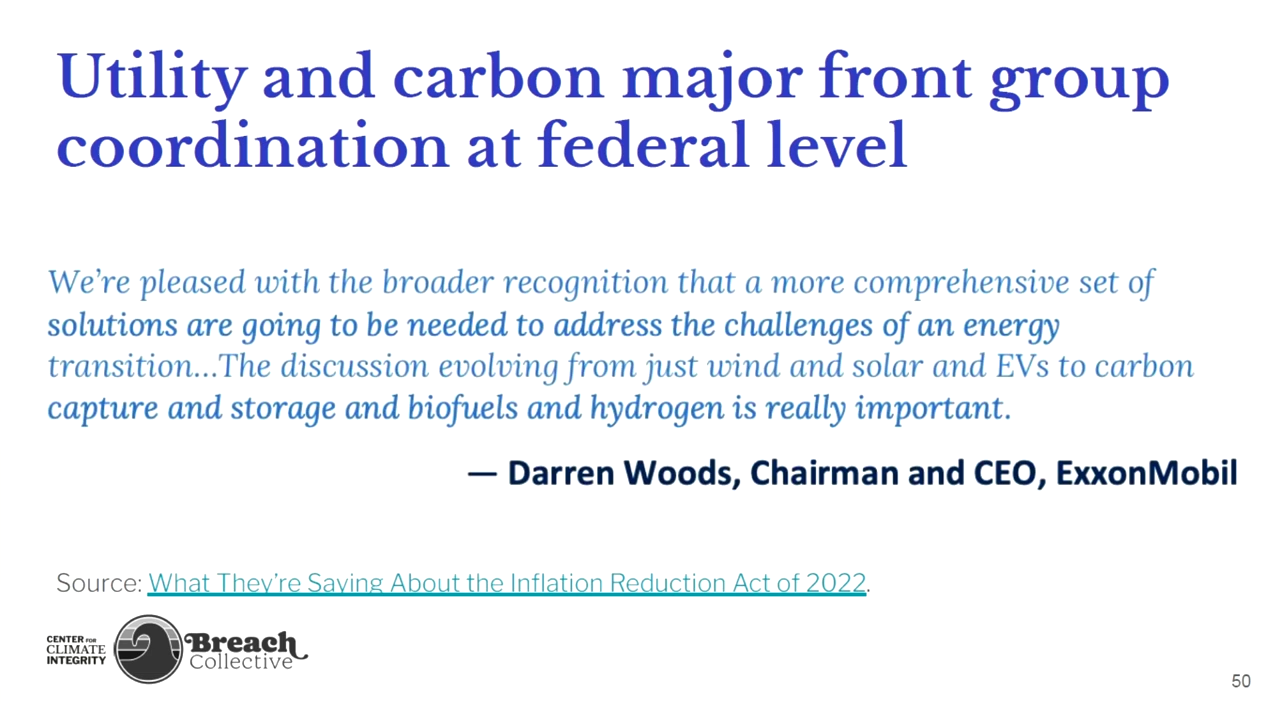 Utility and carbon major front group
coordination at federal level
We’re pleased with the broader recognition that a more comprehensive set of
solutions are going to be needed to address the challenges of an energy
transition...The discussion evolving from just wind and solar and EVs to carbon
capture and storage and biofuels and hydrogen is really important.
— Darren Woods, Chairman and CEO, ExxonMobil
Source: What They’re Saying About the Inflation Reduction Act of 2022.
CENTER FOR
CLIMATE
INTEGRITY
Breach
Collective
50